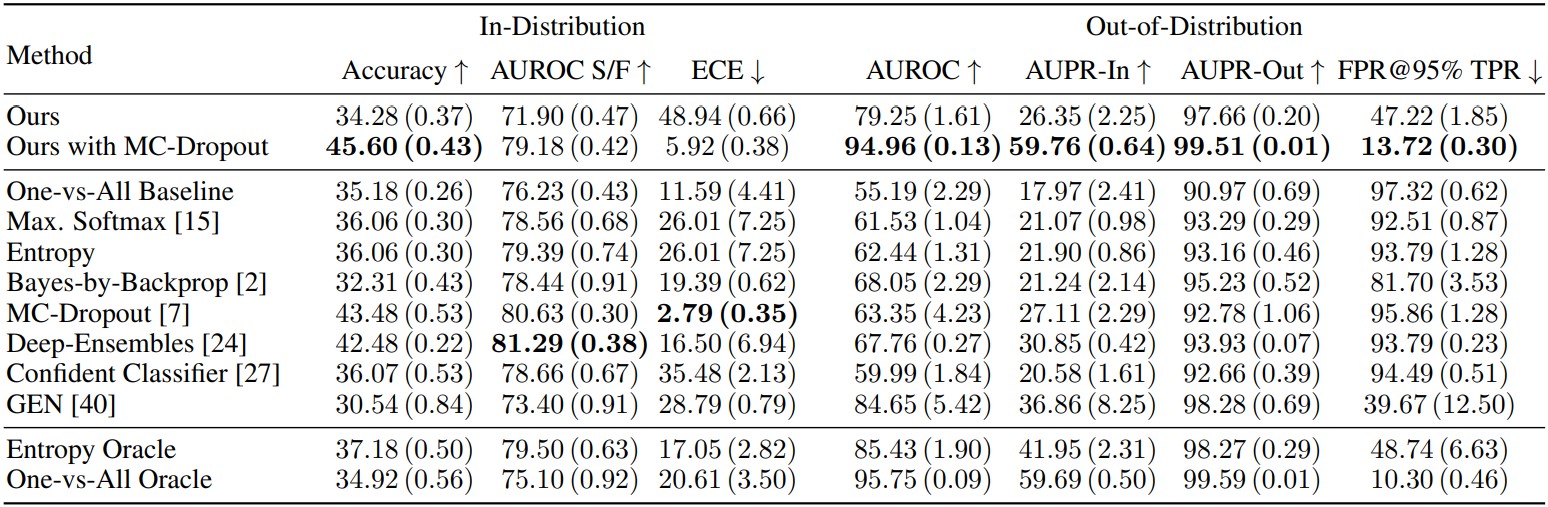 In-Distribution Out-of-Distribution
Method
Accuracy ↑ AUROC S/F ↑ ECE ↓ AUROC ↑ AUPR-In ↑ AUPR-Out ↑ FPR@95% TPR ↓
Ours 34.28 (0.37) 71.90 (0.47) 48.94 (0.66) 79.25 (1.61) 26.35 (2.25) 97.66 (0.20) 47.22 (1.85)
Ours with MC-Dropout 45.60 (0.43) 79.18 (0.42) 5.92 (0.38) 94.96 (0.13) 59.76 (0.64) 99.51 (0.01) 13.72 (0.30)
One-vs-All Baseline 35.18 (0.26) 76.23 (0.43) 11.59 (4.41) 55.19 (2.29) 17.97 (2.41) 90.97 (0.69) 97.32 (0.62)
Max. Softmax [15] 36.06 (0.30) 78.56 (0.68) 26.01 (7.25) 61.53 (1.04) 21.07 (0.98) 93.29 (0.29) 92.51 (0.87)
Entropy 36.06 (0.30) 79.39 (0.74) 26.01 (7.25) 62.44 (1.31) 21.90 (0.86) 93.16 (0.46) 93.79 (1.28)
Bayes-by-Backprop [2] 32.31 (0.43) 78.44 (0.91) 19.39 (0.62) 68.05 (2.29) 21.24 (2.14) 95.23 (0.52) 81.70 (3.53)
MC-Dropout [7] 43.48 (0.53) 80.63 (0.30) 2.79 (0.35) 63.35 (4.23) 27.11 (2.29) 92.78 (1.06) 95.86 (1.28)
Deep-Ensembles [24] 42.48 (0.22) 81.29 (0.38) 16.50 (6.94) 67.76 (0.27) 30.85 (0.42) 93.93 (0.07) 93.79 (0.23)
Confident Classifier [27] 36.07 (0.53) 78.66 (0.67) 35.48 (2.13) 59.99 (1.84) 20.58 (1.61) 92.66 (0.39) 94.49 (0.51)
GEN [40] 30.54 (0.84) 73.40 (0.91) 28.79 (0.79) 84.65 (5.42) 36.86 (8.25) 98.28 (0.69) 39.67 (12.50)
Entropy Oracle 37.18 (0.50) 79.50 (0.63) 17.05 (2.82) 85.43 (1.90) 41.95 (2.31) 98.27 (0.29) 48.74 (6.63)
One-vs-All Oracle 34.92 (0.56) 75.10 (0.92) 20.61 (3.50) 95.75 (0.09) 59.69 (0.50) 99.59 (0.01) 10.30 (0.46)